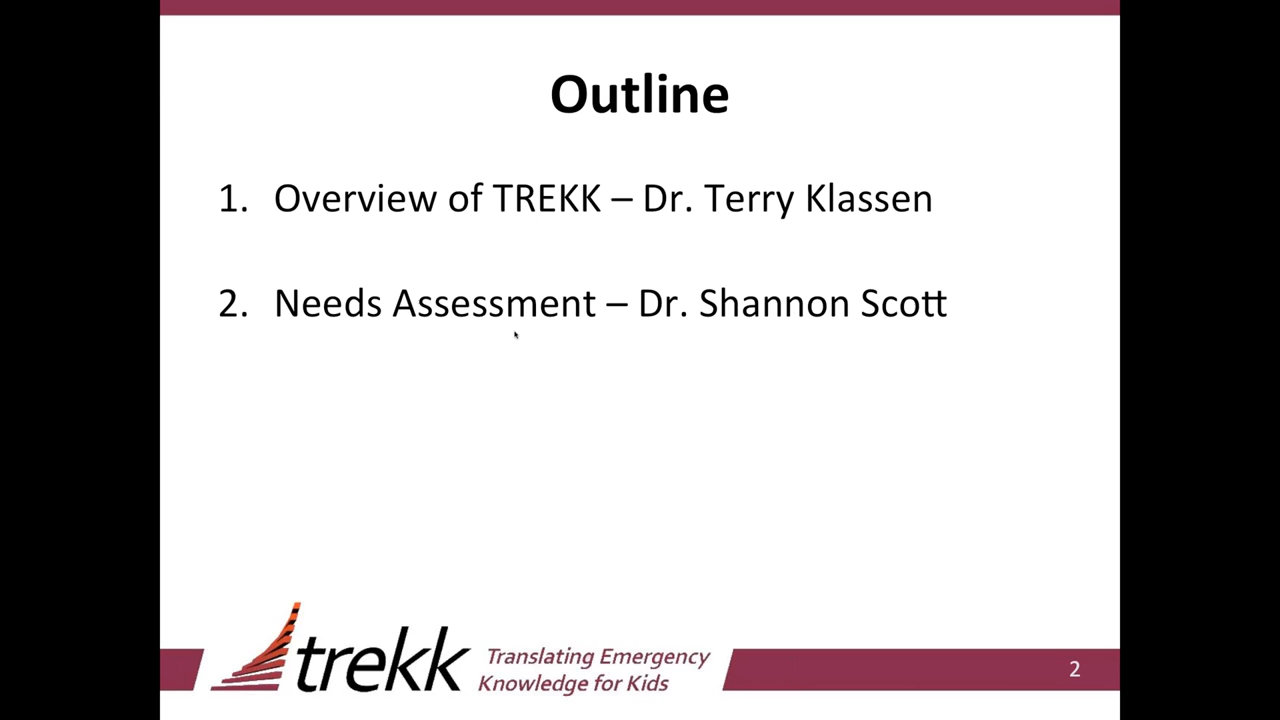 Outline
1. Overview of TREKK – Dr. Terry Klassen
2. Needs Assessment – Dr. Shannon Scott
trekk
Translating Emergency
Knowledge for Kids
2